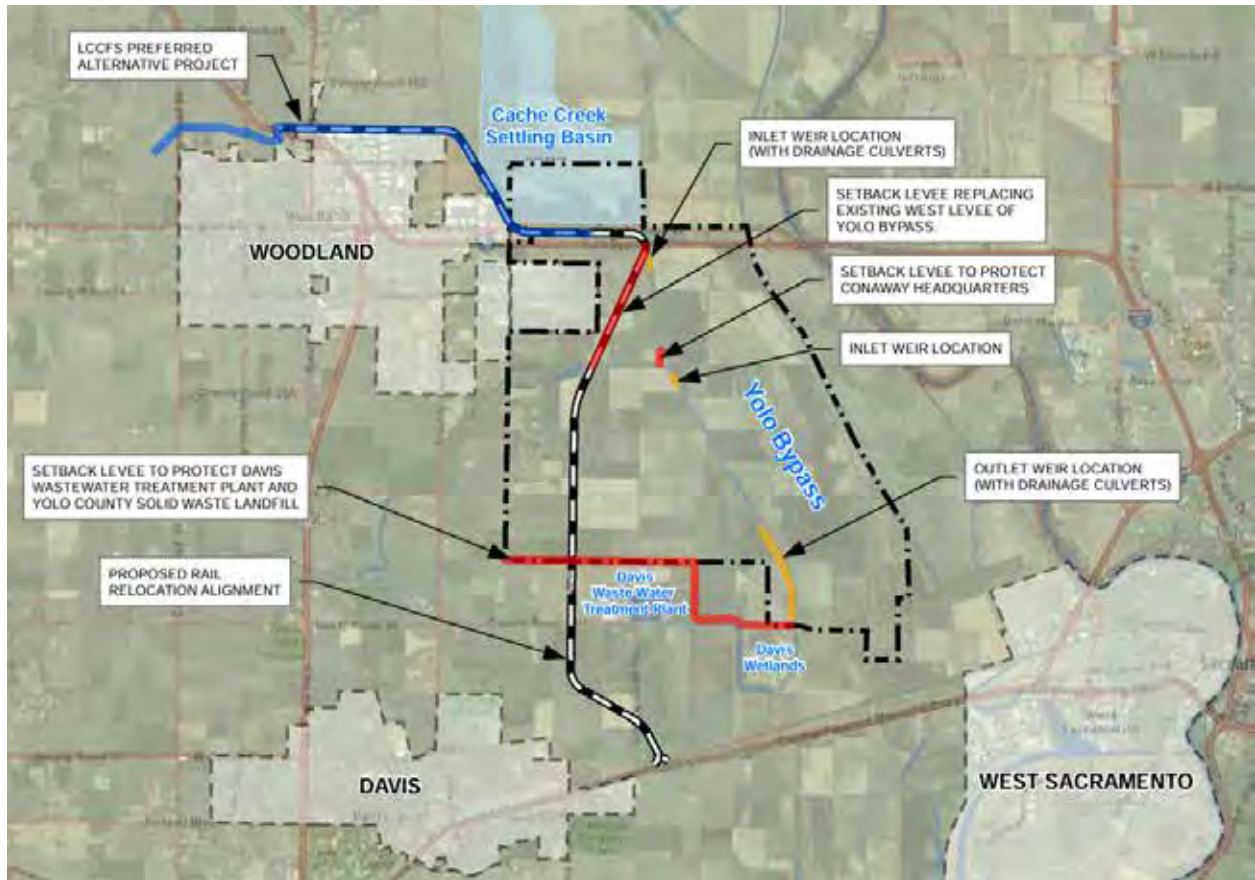 LCCFS PREFERRED
ALTERNATIVE PROJECT
Cache Creek
Settling Basin
INLET WEIR LOCATION
(WITH DRAINAGE CULVERTS)
SETBACK LEVEE REPLACING
EXISTING WEST LEVEE OF
YOLO BYPASS
WOODLAND
SETBACK LEVEE TO PROTECT
CONAWAY HEADQUARTERS
INLET WEIR LOCATION
Yolo Bypass
SETBACK LEVEE TO PROTECT DAVIS
WASTEWATER TREATMENT PLANT AND
YOLO COUNTY SOLID WASTE LANDFILL
OUTLET WEIR LOCATION
(WITH DRAINAGE CULVERTS)
PROPOSED RAIL
RELOCATION ALIGNMENT
Davis
Waste Water
Treatment Plant
Davis
Wetlands
DAVIS
WEST SACRAMENTO